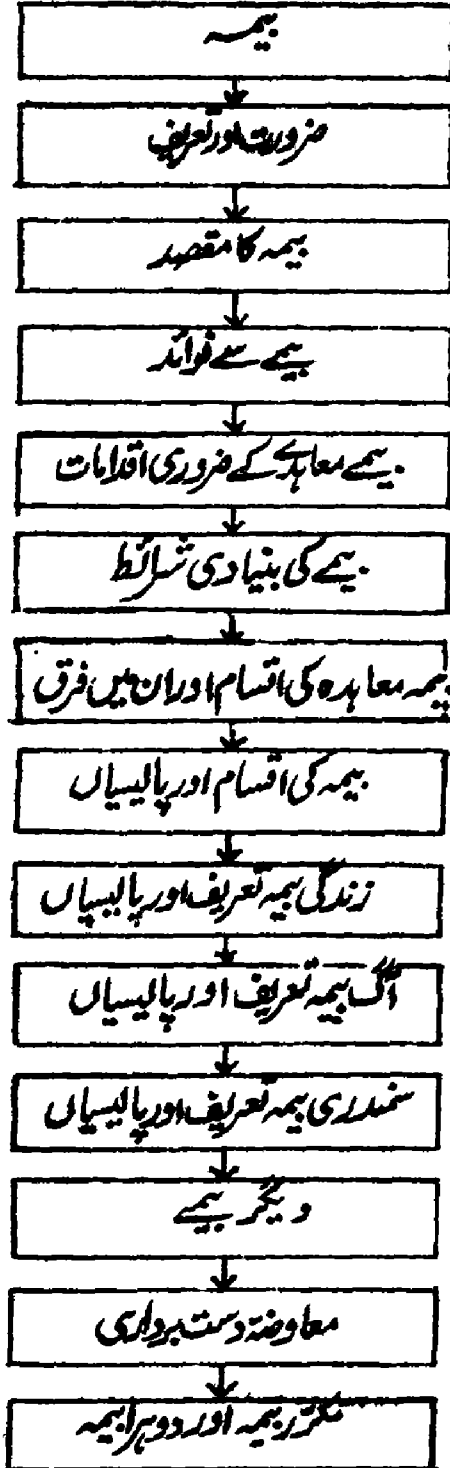 بیمہ
ضرورت اور تعریف
بیمہ کا مقصد
بیمے سے فوائد
بیمے معاہدے کے ضروری اقدامات
بیمے کی بنیادی شرائط
بیمہ معاہدہ کی اقسام اور ان میں فرق
بیمہ کی اقسام اور پالیسیاں
زندگی بیمہ تعریف اور پالیسیاں
آگ بیمہ تعریف اور پالیسیاں
سمندری بیمہ تعریف اور پالیسیاں
دیگر بیمے
معاوضۂ دست برداری
مکرّر بیمہ اور دوہرا بیمہ